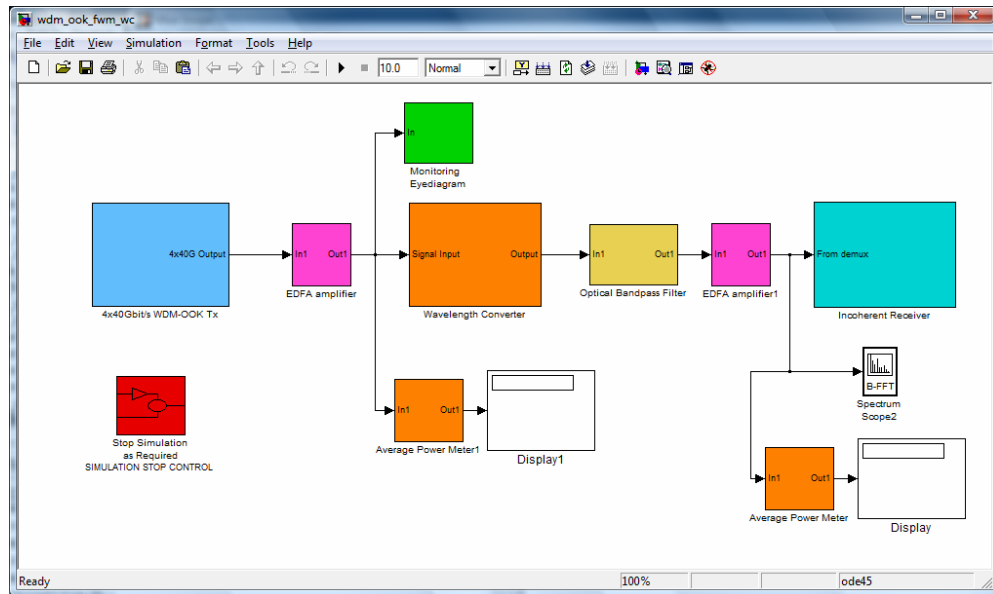 wdm_ook_fwm_wc
File Edit View Simulation Format Tools Help
10.0 Normal
In
Monitoring
Eyediagram
4x40G Output
4x40Gbit/s WDM-OOK Tx
In1 Out1
EDFA amplifier
Signal Input Output
Wavelength Converter
In1 Out1
Optical Bandpass Filter
In1 Out1
EDFA amplifier1
From demux
Incoherent Receiver
B-FFT
Spectrum
Scope2
Stop Simulation
as Required
SIMULATION STOP CONTROL
In1 Out1
Average Power Meter1
Display1
In1 Out1
Average Power Meter
Display
Ready 100% ode45